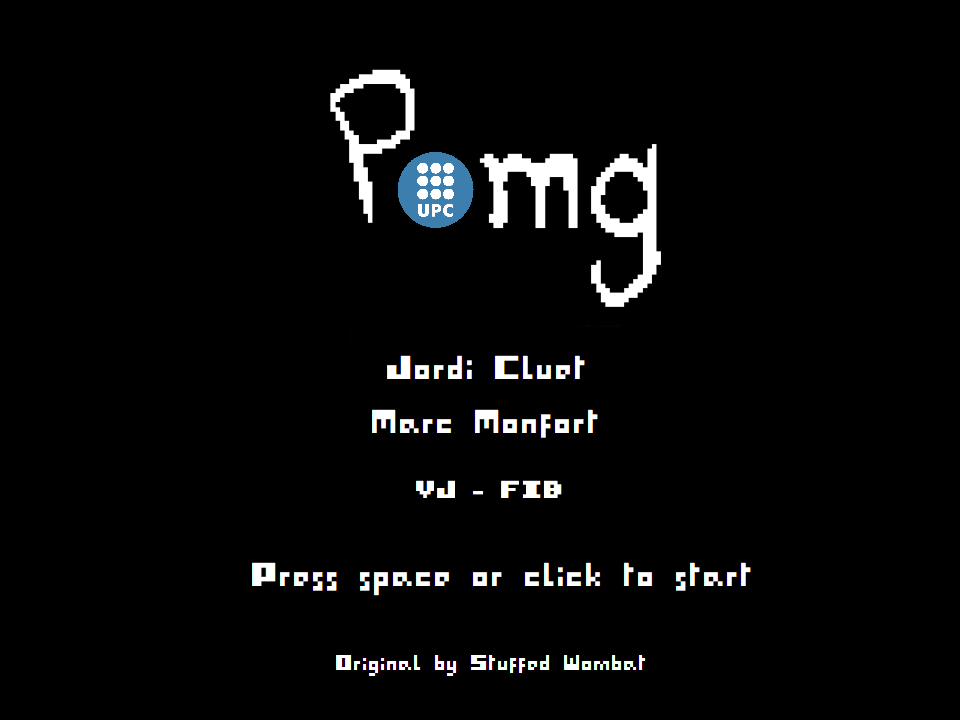 Pomg
UPC
Jordi Cluet
Marc Monfort
VJ - FIB
Press space or click to start
Original by Stuffed Wombat